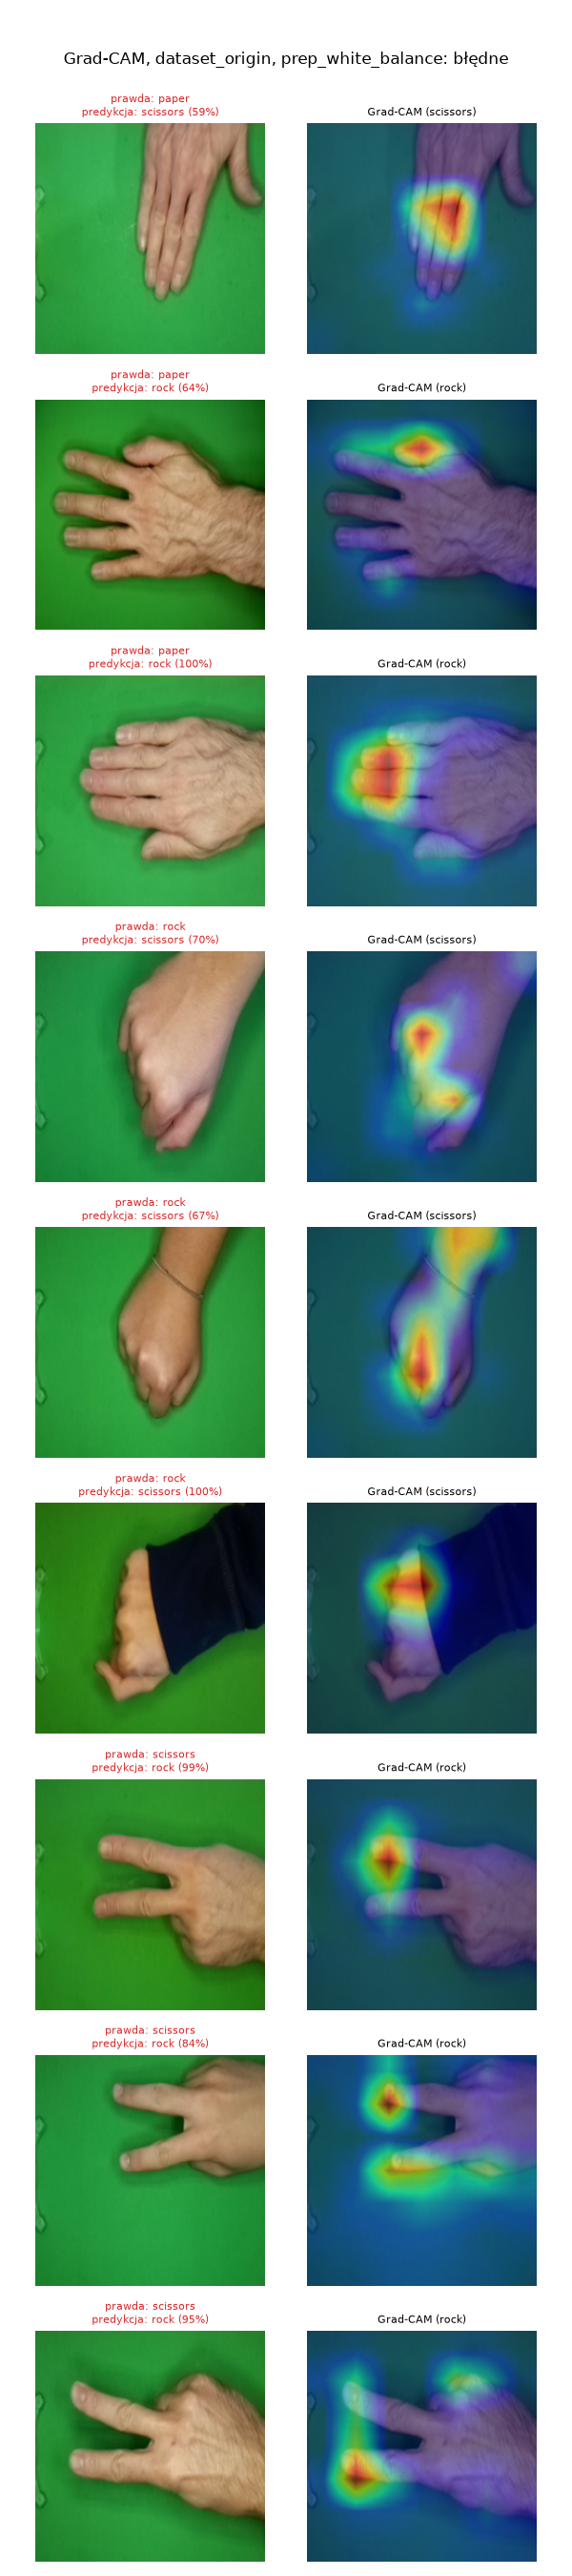 Grad-CAM, dataset_origin, prep_white_balance: błędne
prawda: paper
predykcja: scissors (59%)
Grad-CAM (scissors)
prawda: paper
predykcja: rock (64%)
Grad-CAM (rock)
prawda: paper
predykcja: rock (100%)
Grad-CAM (rock)
prawda: rock
predykcja: scissors (70%)
Grad-CAM (scissors)
prawda: rock
predykcja: scissors (67%)
Grad-CAM (scissors)
prawda: rock
predykcja: scissors (100%)
Grad-CAM (scissors)
prawda: scissors
predykcja: rock (99%)
Grad-CAM (rock)
prawda: scissors
predykcja: rock (84%)
Grad-CAM (rock)
prawda: scissors
predykcja: rock (95%)
Grad-CAM (rock)